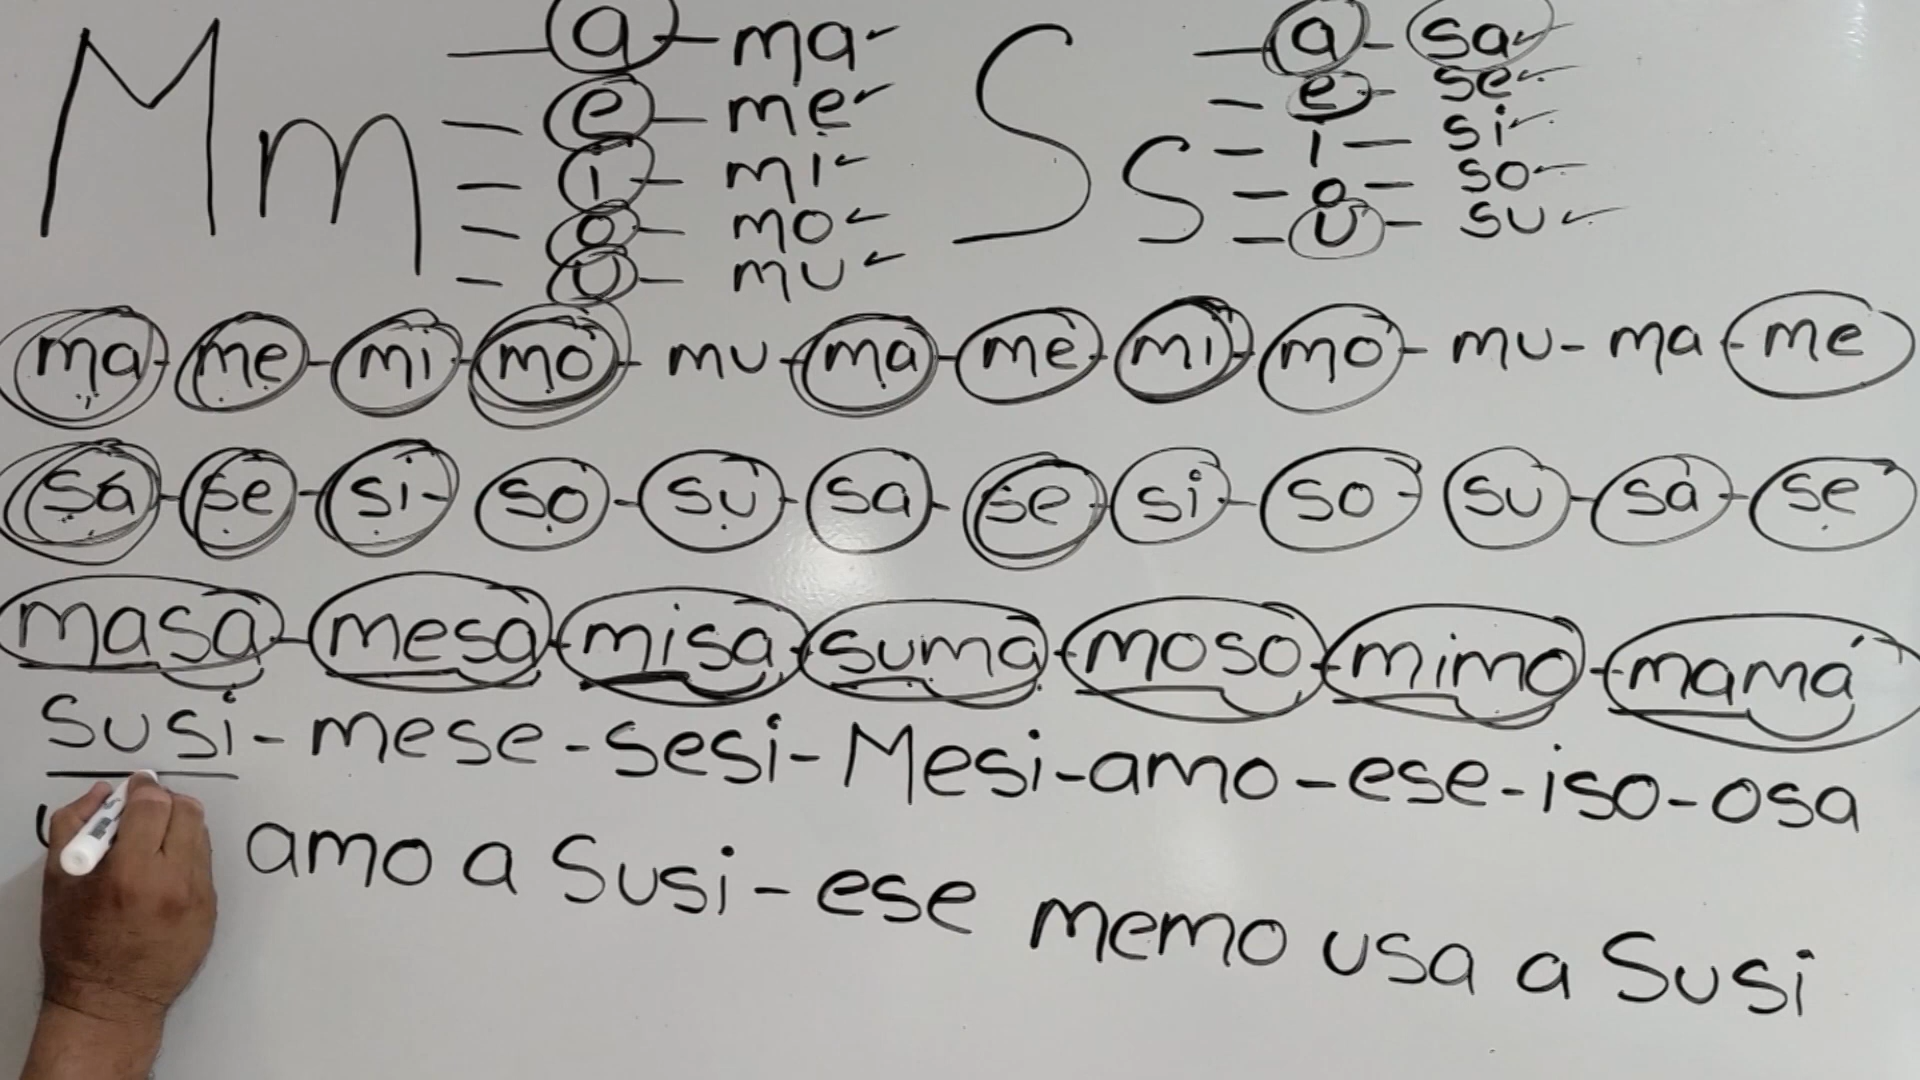 Mm - a - ma Ss - a - sa
- e - me - e - se
- i - mi - i - si
- o - mo - o - so
- u - mu - u - su
ma - me - mi - mo - mu - ma - me - mi - mo - mu - ma - me
sa - se - si - so - su - sa - se - si - so - su - sa - se
masa - mesa - misa - suma - moso - mimo - mamá
Susi - mese - sesi - Mesi - amo - ese - iso - osa
amo a Susi - ese memo usa a Susi